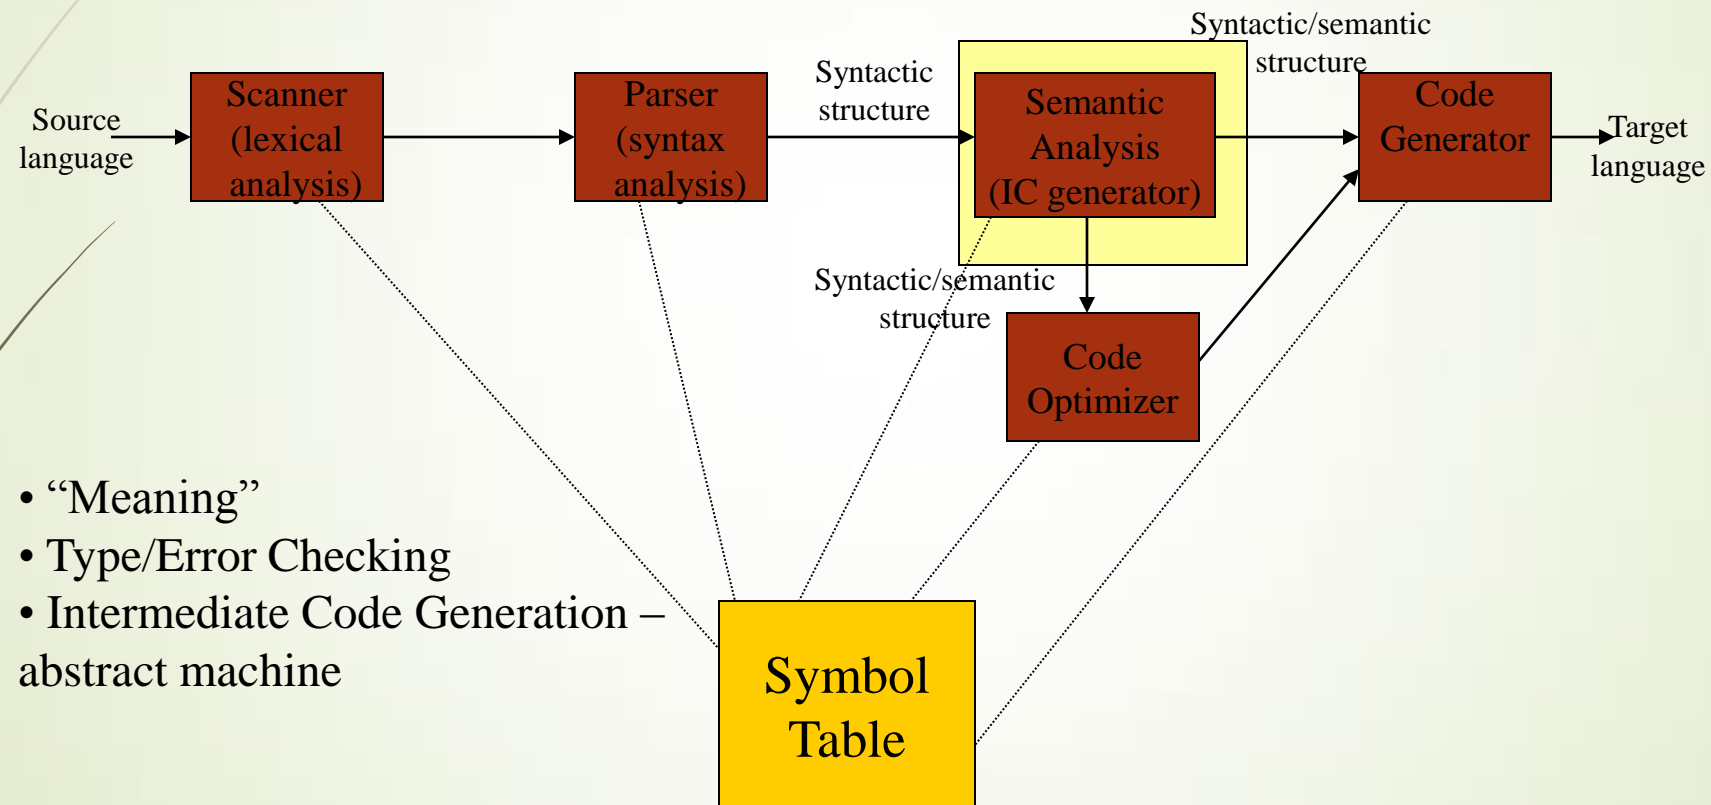 Source
language
Scanner
(lexical
analysis)
Parser
(syntax
analysis)
Syntactic
structure
Semantic
Analysis
(IC generator)
Syntactic/semantic
structure
Code
Generator
Target
language
Syntactic/semantic
structure
Code
Optimizer
• “Meaning”
• Type/Error Checking
• Intermediate Code Generation –
abstract machine
Symbol
Table